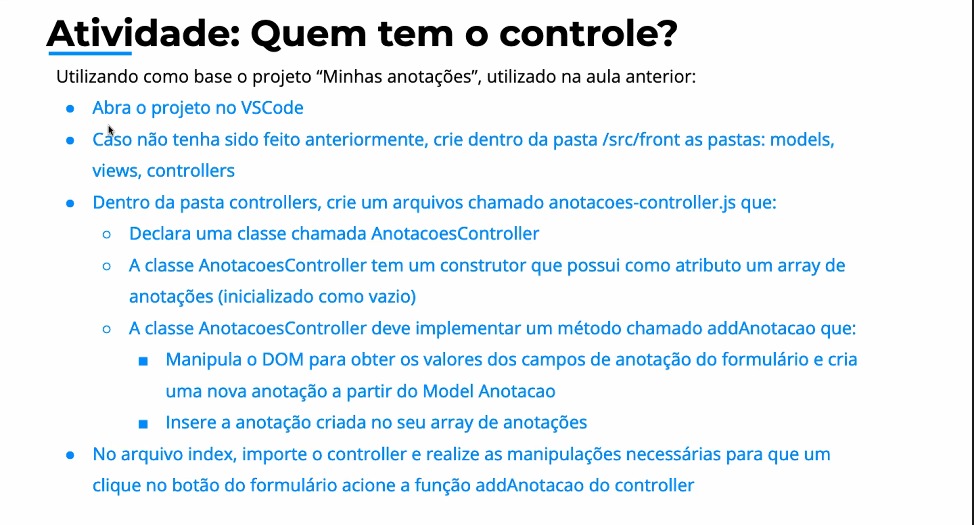 Atividade: Quem tem o controle?
Utilizando como base o projeto “Minhas anotações”, utilizado na aula anterior:
● Abra o projeto no VSCode
● Caso não tenha sido feito anteriormente, crie dentro da pasta /src/front as pastas: models,
views, controllers
● Dentro da pasta controllers, crie um arquivos chamado anotacoes-controller.js que:
○ Declara uma classe chamada AnotacoesController
○ A classe AnotacoesController tem um construtor que possui como atributo um array de
anotações (inicializado como vazio)
○ A classe AnotacoesController deve implementar um método chamado addAnotacao que:
■ Manipula o DOM para obter os valores dos campos de anotação do formulário e cria
uma nova anotação a partir do Model Anotacao
■ Insere a anotação criada no seu array de anotações
● No arquivo index, importe o controller e realize as manipulações necessárias para que um
clique no botão do formulário acione a função addAnotacao do controller